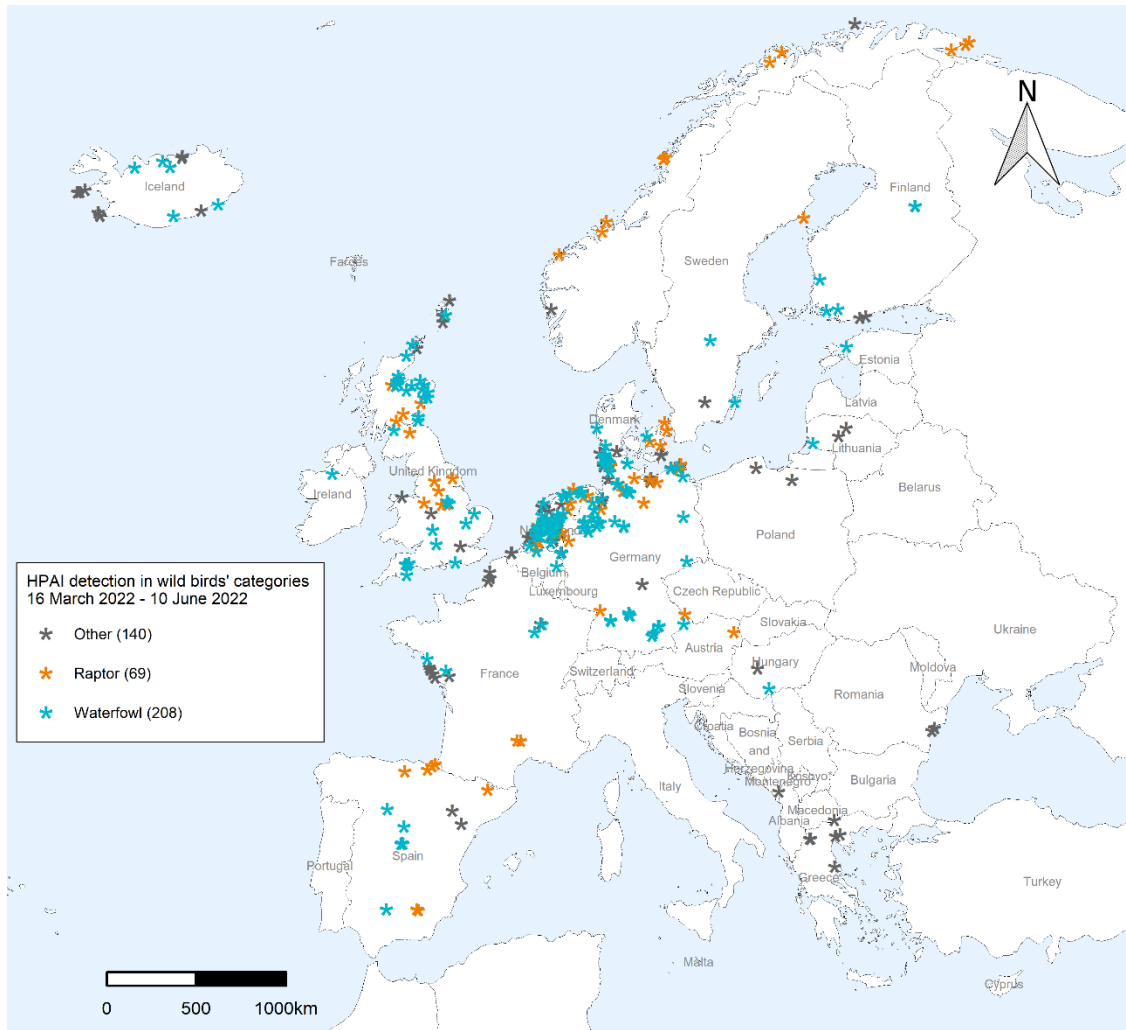 N
Iceland
Finland
Faroes
Sweden
Estonia
Latvia
Denmark
Lithuania
United Kingdom
Ireland
Belarus
Poland
Germany
Belgium
Luxembourg
Czech Republic
Ukraine
Slovakia
Austria
Hungary
Moldova
France
Switzerland
Slovenia
Romania
Croatia
Bosnia
and
Herzegovina
Serbia
Kosovo
Montenegro
Bulgaria
Italy
Macedonia
Albania
Portugal
Spain
Greece
Turkey
Malta
Cyprus
HPAI detection in wild birds' categories
16 March 2022 - 10 June 2022
Other (140)
Raptor (69)
Waterfowl (208)
0 500 1000km